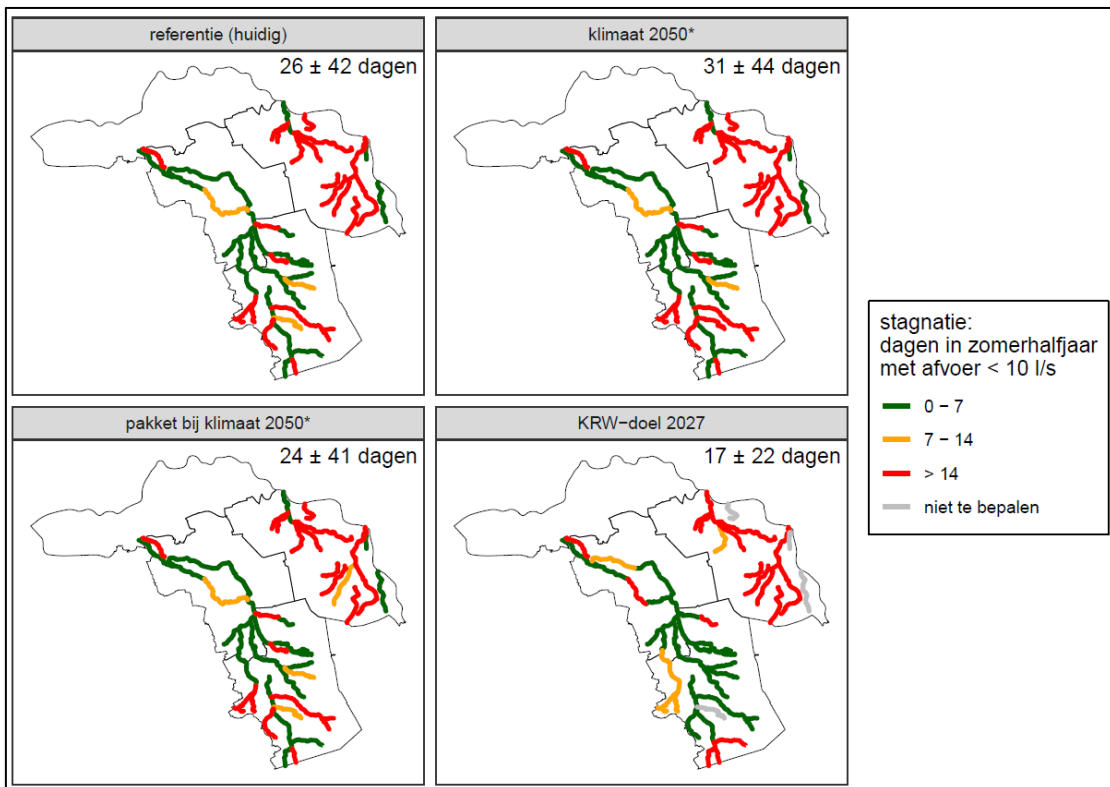 referentie (huidig)
26 ± 42 dagen
klimaat 2050*
31 ± 44 dagen
pakket bij klimaat 2050*
24 ± 41 dagen
KRW−doel 2027
17 ± 22 dagen
stagnatie:
dagen in zomerhalfjaar
met afvoer < 10 l/s
0 − 7
7 − 14
> 14
niet te bepalen